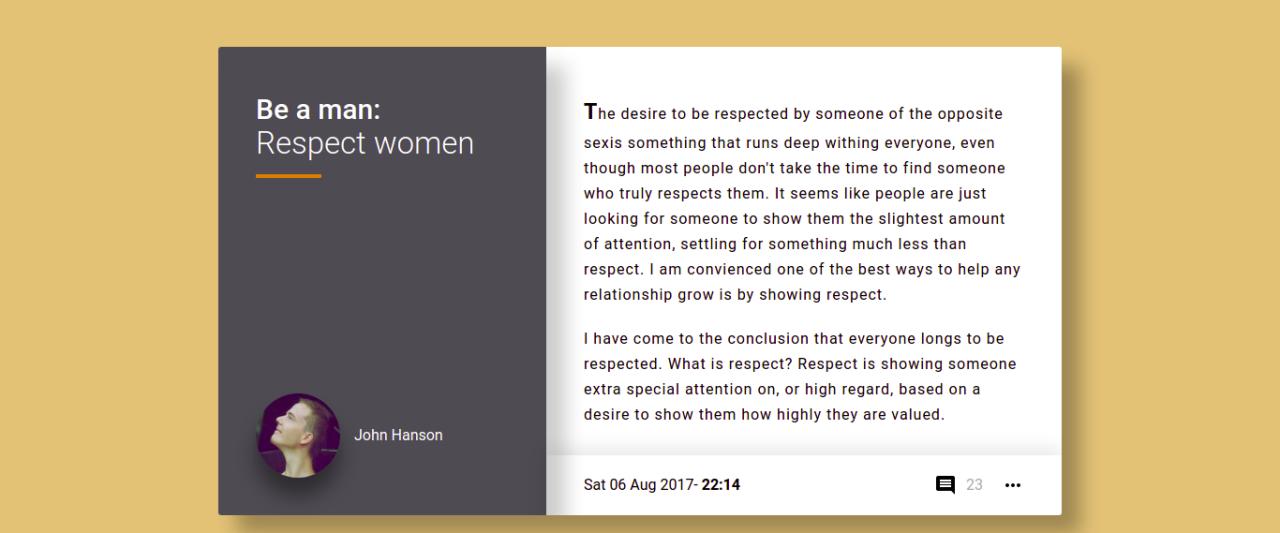 Be a man:
Respect women
John Hanson
The desire to be respected by someone of the opposite
sexis something that runs deep withing everyone, even
though most people don't take the time to find someone
who truly respects them. It seems like people are just
looking for someone to show them the slightest amount
of attention, settling for something much less than
respect. I am convienced one of the best ways to help any
relationship grow is by showing respect.
I have come to the conclusion that everyone longs to be
respected. What is respect? Respect is showing someone
extra special attention on, or high regard, based on a
desire to show them how highly they are valued.
Sat 06 Aug 2017- 22:14
23